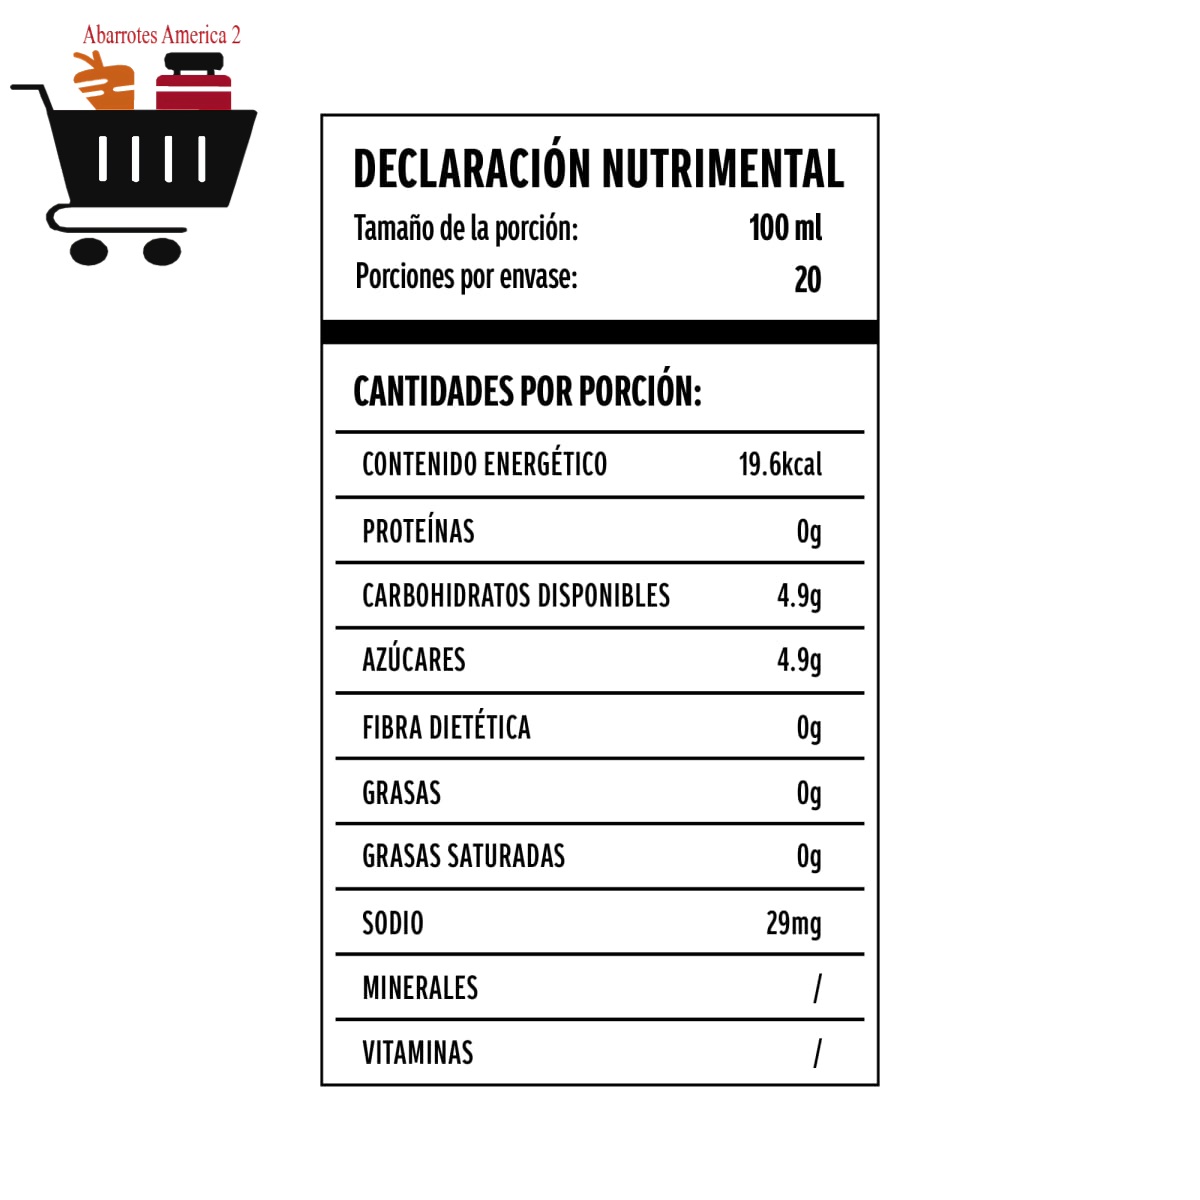 Abarrotes America 2
DECLARACIÓN NUTRIMENTAL
Tamaño de la porción: 100 ml
Porciones por envase: 20
CANTIDADES POR PORCIÓN:
CONTENIDO ENERGÉTICO 19.6kcal
PROTEÍNAS 0g
CARBOHIDRATOS DISPONIBLES 4.9g
AZÚCARES 4.9g
FIBRA DIETÉTICA 0g
GRASAS 0g
GRASAS SATURADAS 0g
SODIO 29mg
MINERALES /
VITAMINAS /